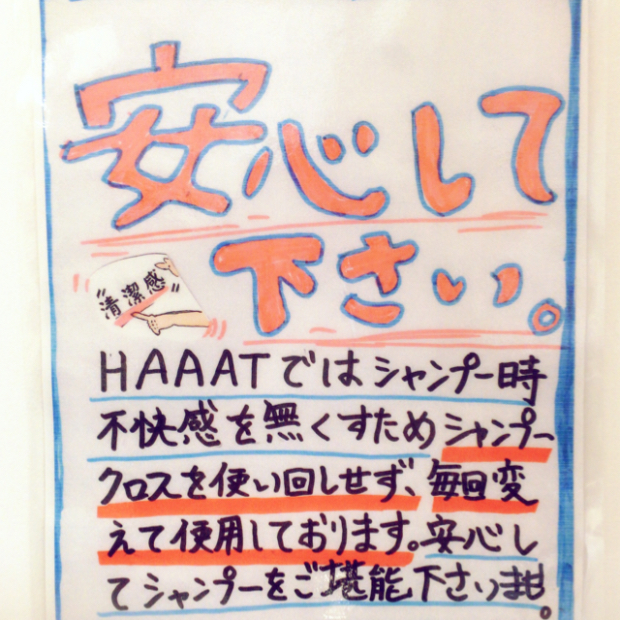 安心して
下さい。
"清潔感"
HAAATではシャンプー時
不快感を無くすためシャンプー
クロスを使い回しせず、毎回変
えて使用しております。安心し
てシャンプーをご堪能下さいませ。